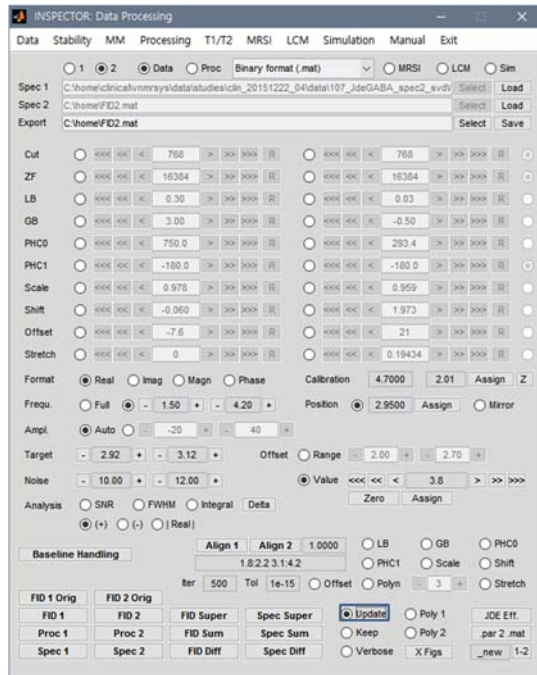 INSPECTOR: Data Processing
Data Stability MM Processing T1/T2 MRSI LCM Simulation Manual Exit
1 2 Data Proc Binary format (.mat) MRSI LCM Sim
Spec 1 C:\home\clinical\vnmrsys\data\studies\clin_20151222_04\data\107_JdeGABA_spec2_svdW Select Load
Spec 2 C:\home\FID2.mat Select Load
Export C:\home\FID2.mat Select Save
Cut <<< << < 768 > >> >>> R <<< << < 768 > >> >>> R
ZF <<< << < 16384 > >> >>> R <<< << < 16384 > >> >>> R
LB <<< << < 0.30 > >> >>> R <<< << < 0.03 > >> >>> R
GB <<< << < 3.00 > >> >>> R <<< << < -0.50 > >> >>> R
PHC0 <<< << < 750.0 > >> >>> R <<< << < 293.4 > >> >>> R
PHC1 <<< << < -180.0 > >> >>> R <<< << < -180.0 > >> >>> R
Scale <<< << < 0.978 > >> >>> R <<< << < 0.959 > >> >>> R
Shift <<< << < -0.060 > >> >>> R <<< << < 1.973 > >> >>> R
Offset <<< << < -7.6 > >> >>> R <<< << < 21 > >> >>> R
Stretch <<< << < 0 > >> >>> R <<< << < 0.19434 > >> >>> R
Format Real Imag Magn Phase Calibration 4.7000 2.01 Assign Z
Frequ. Full - 1.50 + - 4.20 + Position 2.9500 Assign Mirror
Ampl. Auto - -20 + - 40 +
Target - 2.92 + - 3.12 + Offset Range - 2.00 + - 2.70 +
Noise - 10.00 + - 12.00 + Value <<< << < 3.8 > >> >>>
Analysis SNR FWHM Integral Delta Zero Assign
(+) (-) | Real |
Baseline Handling Align 1 Align 2 1.0000 LB GB PHC0
1.8:2.2 3.1:4.2 PHC1 Scale Shift
Iter 500 Tol 1e-15 Offset Polyn - 3 + Stretch
FID 1 Orig FID 2 Orig
FID 1 FID 2 FID Super Spec Super Update Poly 1 JDE Eff.
Proc 1 Proc 2 FID Sum Spec Sum Keep Poly 2 .par 2 .mat
Spec 1 Spec 2 FID Diff Spec Diff Verbose X Figs _new 1-2